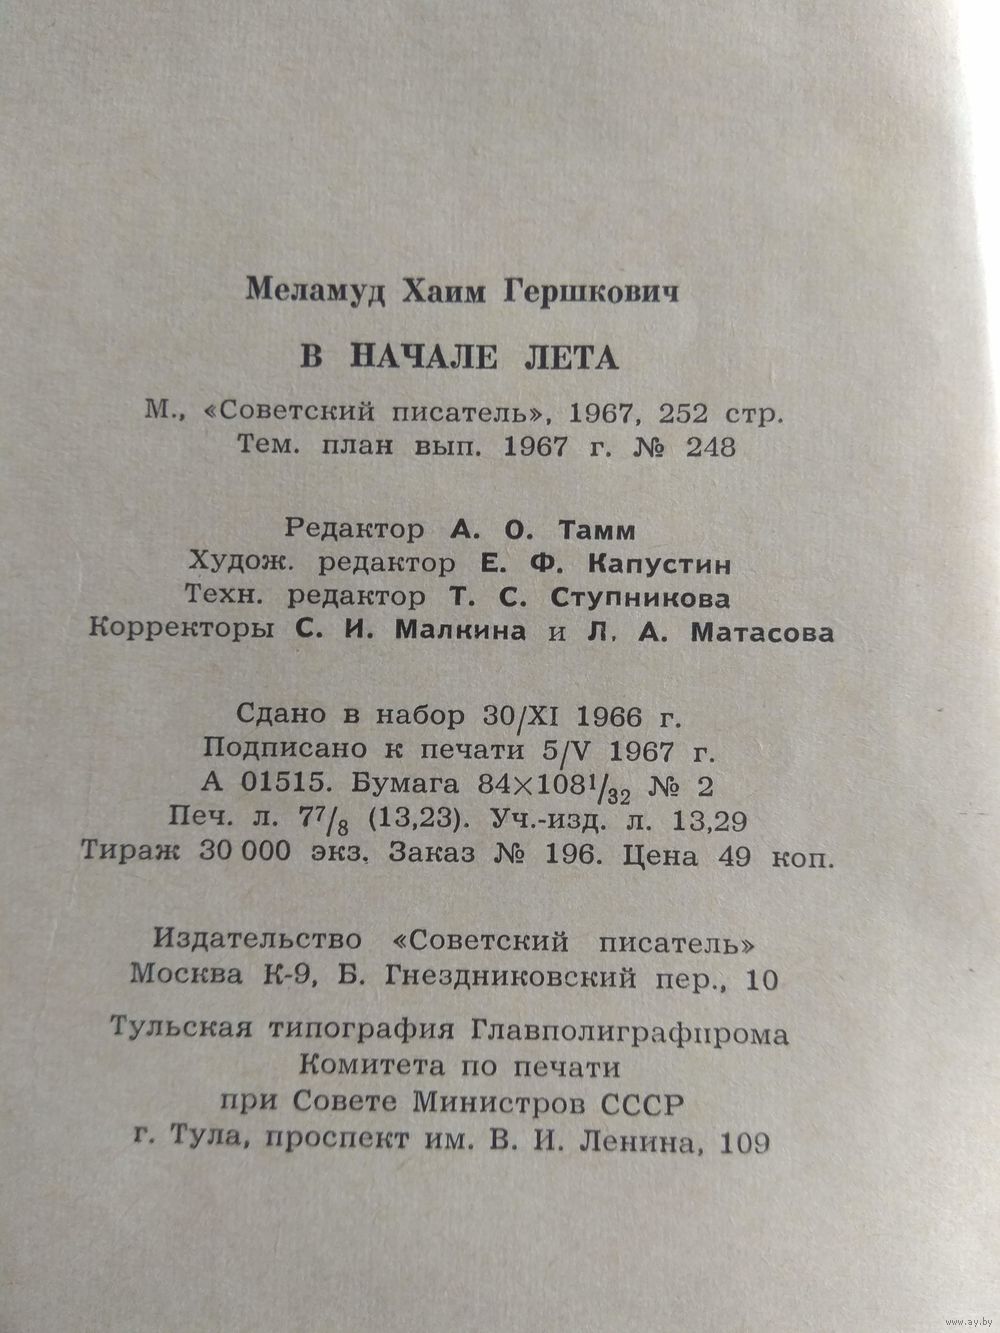 Меламуд Хаим Гершкович
В НАЧАЛЕ ЛЕТА
М., «Советский писатель», 1967, 252 стр.
Тем. план вып. 1967 г. № 248
Редактор А. О. Тамм
Худож. редактор Е. Ф. Капустин
Техн. редактор Т. С. Ступникова
Корректоры С. И. Малкина и Л. А. Матасова
Сдано в набор 30/XI 1966 г.
Подписано к печати 5/V 1967 г.
А 01515. Бумага 84×108¹/₃₂ № 2
Печ. л. 7⁷/₈ (13,23). Уч.-изд. л. 13,29
Тираж 30 000 экз. Заказ № 196. Цена 49 коп.
Издательство «Советский писатель»
Москва К-9, Б. Гнездниковский пер., 10
Тульская типография Главполиграфпрома
Комитета по печати
при Совете Министров СССР
г. Тула, проспект им. В. И. Ленина, 109
www.ay.by